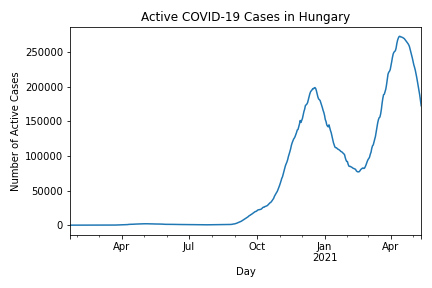 Active COVID-19 Cases in Hungary
Number of Active Cases
250000
200000
150000
100000
50000
0
Apr
Jul
Oct
Jan
2021
Apr
Day